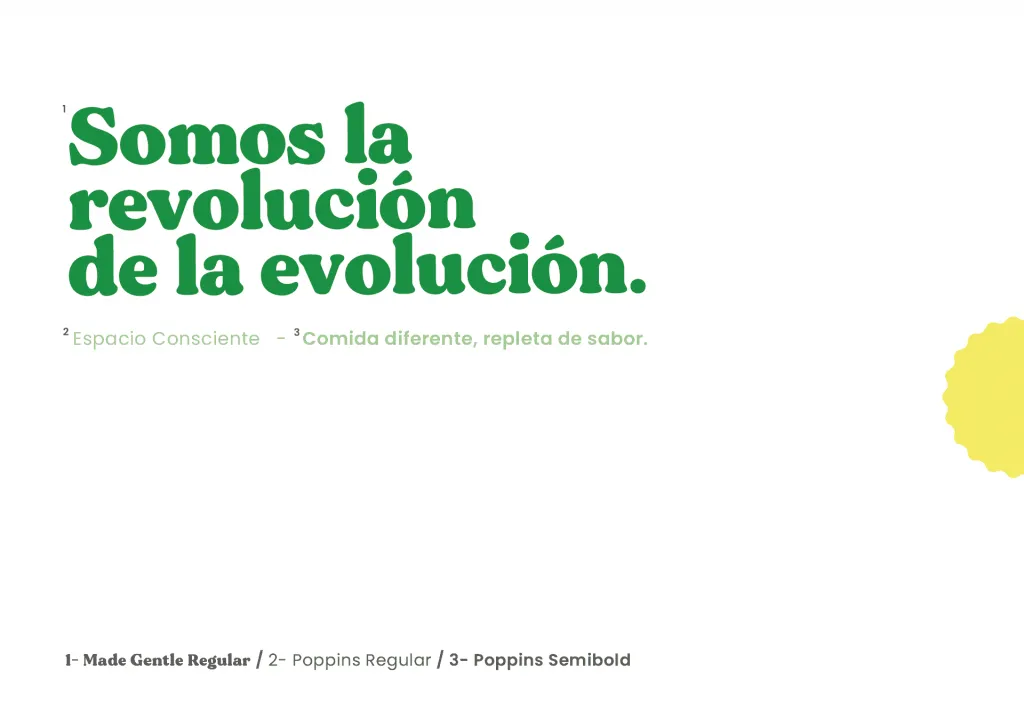 1 Somos la
revolución
de la evolución.
2 Espacio Consciente - 3 Comida diferente, repleta de sabor.
1- Made Gentle Regular / 2- Poppins Regular / 3- Poppins Semibold